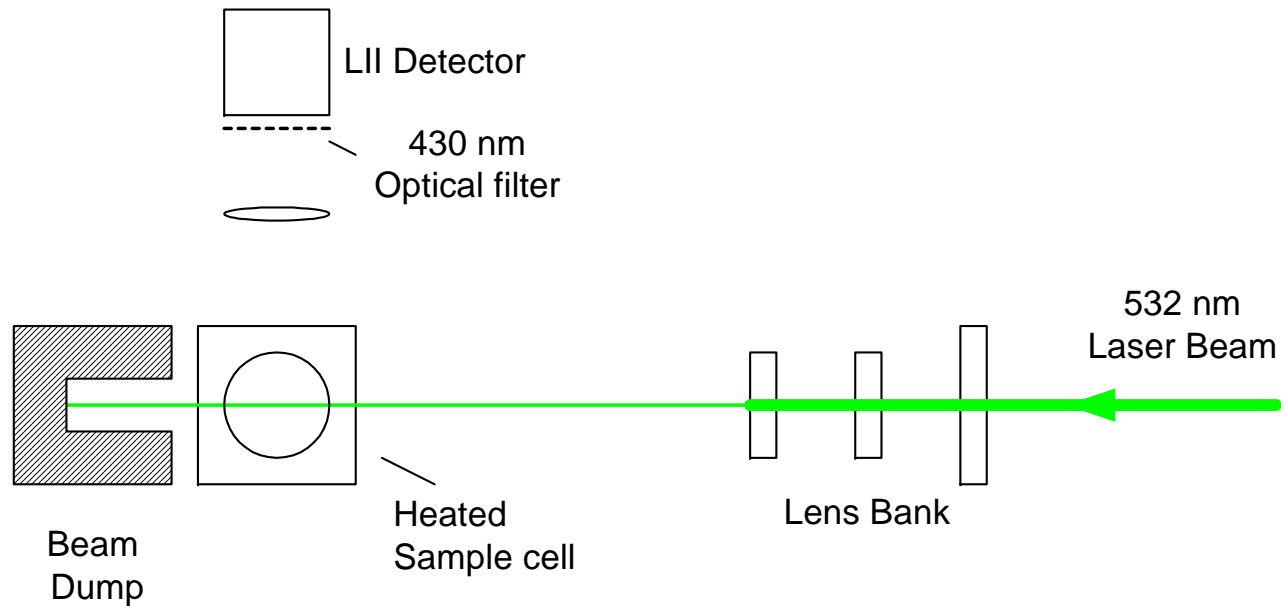 LII Detector
430 nm
Optical filter
532 nm
Laser Beam
Lens Bank
Heated
Sample cell
Beam
Dump